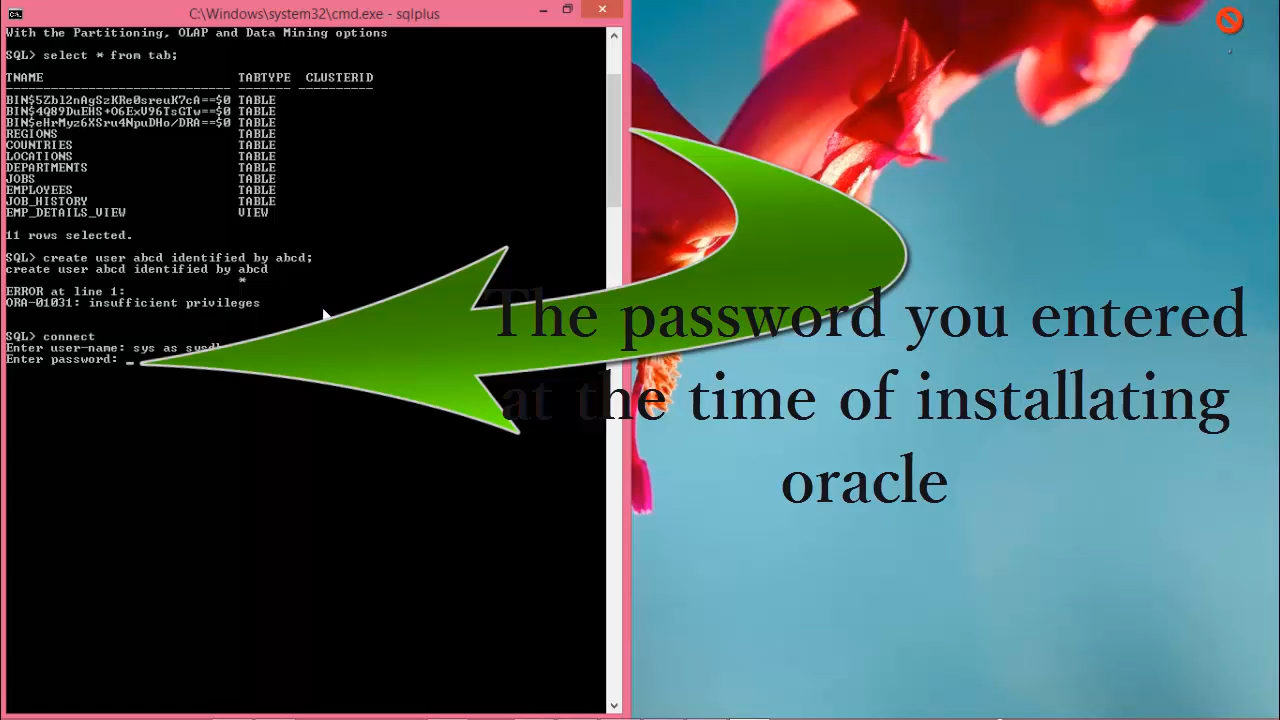 C:\Windows\system32\cmd.exe - sqlplus
With the Partitioning, OLAP and Data Mining options
SQL> select * from tab;
TNAME TABTYPE CLUSTERID
------------------------------ ------- ----------
BIN$5Zbl2nAgSzKRe0sreuK7cA==$0 TABLE
BIN$4Q89DuEHS+O6ExV96IsGTw==$0 TABLE
BIN$eHrMyz6XSru4NpuDHo/DRA==$0 TABLE
REGIONS TABLE
COUNTRIES TABLE
LOCATIONS TABLE
DEPARTMENTS TABLE
JOBS TABLE
EMPLOYEES TABLE
JOB_HISTORY TABLE
EMP_DETAILS_VIEW VIEW
11 rows selected.
SQL> create user abcd identified by abcd;
create user abcd identified by abcd
*
ERROR at line 1:
ORA-01031: insufficient privileges
SQL> connect
Enter user-name: sys as
Enter password: _
The password you entered
at the time of installating
oracle